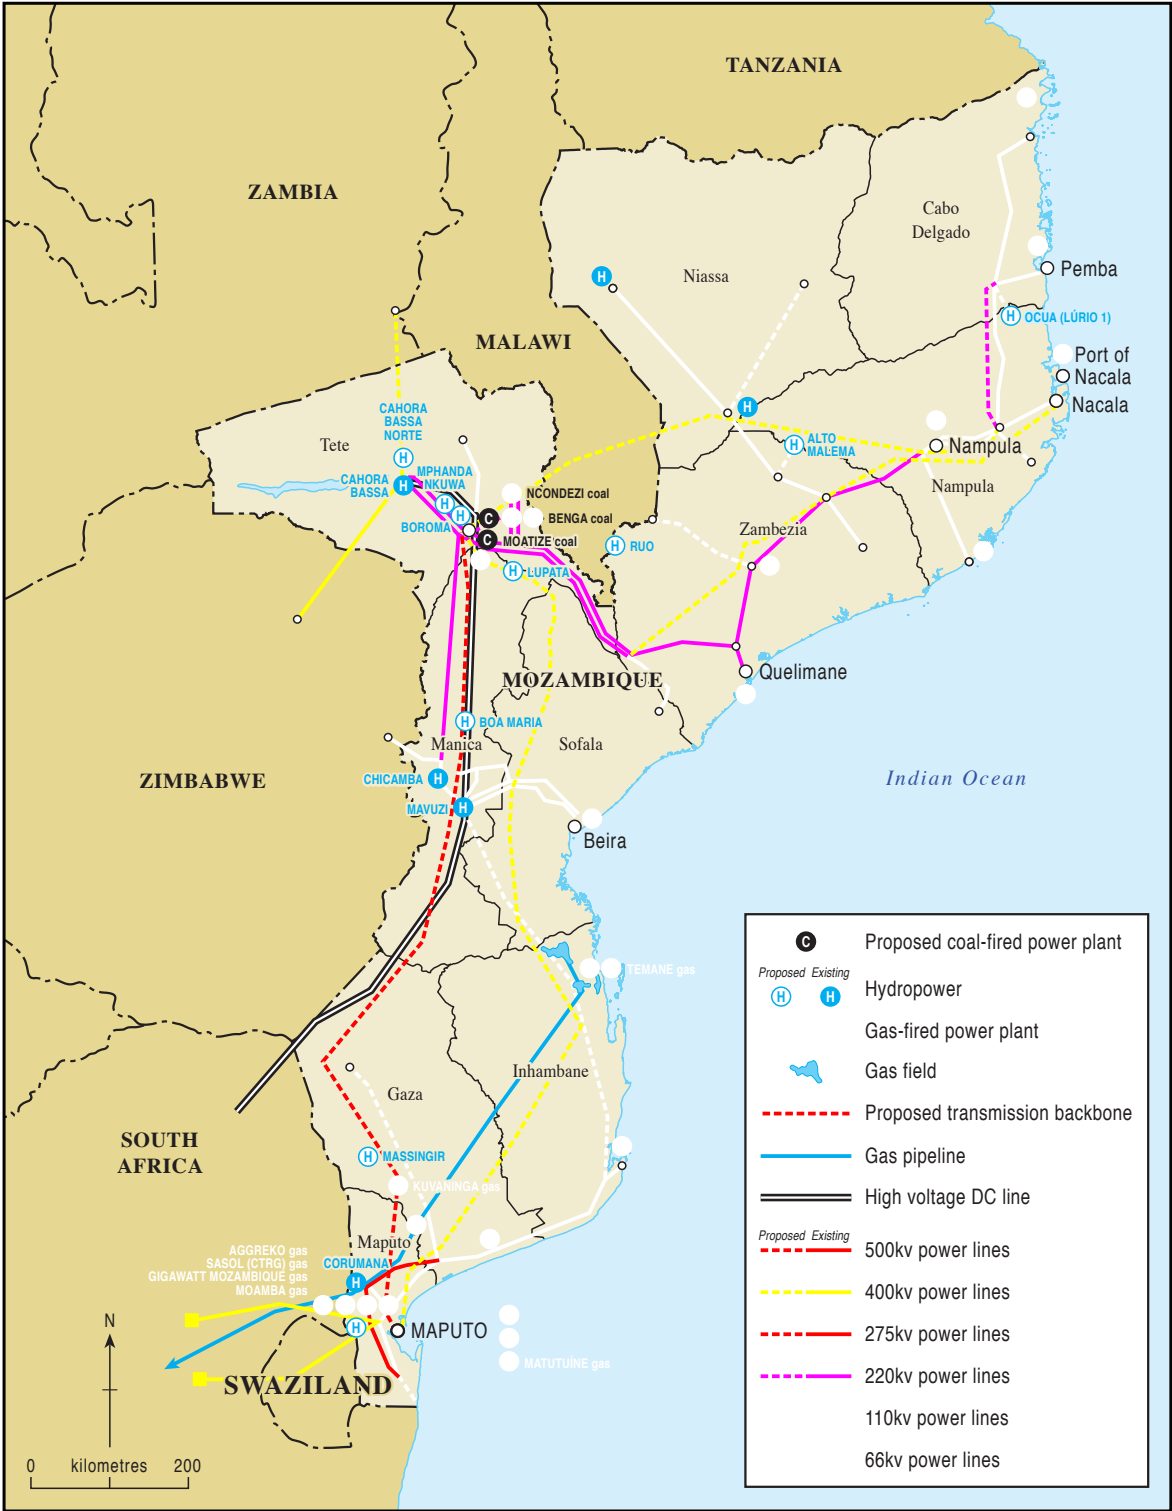 TANZANIA
ZAMBIA
Cabo
Delgado
Niassa
Pemba
OCUA (LÚRIO 1)
MALAWI
Port of
Nacala
Nacala
CAHORA
BASSA
NORTE
Tete
ALTO
MALEMA
Nampula
Nampula
MPHANDA
NKUWA
CAHORA
BASSA
NCONDEZI coal
BENGA coal
BOROMA
MOATIZE coal
Zambezia
RUO
LUPATA
Quelimane
MOZAMBIQUE
BOA MARIA
Manica
Sofala
ZIMBABWE
CHICAMBA
MAVUZI
Indian Ocean
Beira
TEMANE gas
Inhambane
Gaza
SOUTH
AFRICA
MASSINGIR
KUVANINGA gas
Maputo
AGGREKO gas
SASOL (CTRG) gas
GIGAWATT MOZAMBIQUE gas
MOAMBA gas
CORUMANA
MAPUTO
MATUTUÍNE gas
SWAZILAND
N
0 kilometres 200
C Proposed coal-fired power plant
Proposed Existing
H H Hydropower
Gas-fired power plant
Gas field
Proposed transmission backbone
Gas pipeline
High voltage DC line
Proposed Existing
500kv power lines
400kv power lines
275kv power lines
220kv power lines
110kv power lines
66kv power lines